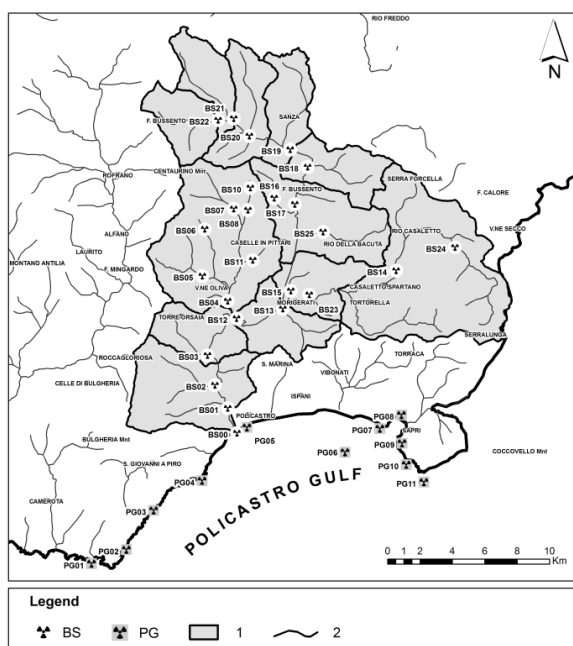 RIO FREDDO
N
BS21
F. BUSSENTO
BS22
SANZA
BS20
BS19
CENTAURINO Mnt
BS18
ROFRANO
SERRA FORCELLA
BS10
BS16
F. BUSSENTO
F. CALORE
BS07
BS17
ALFANO
BS06
BS08
RIO CASALETTO
V.NE SECCO
BS25
LAURITO
CASELLE IN PITTARI
RIO DELLA BACUTA
BS24
MONTANO ANTILIA
BS11
F. MINGARDO
BS14
BS05
V.NE OLIVA
CASALETTO SPARTANO
BS15
BS04
MORIGERATI
TORTORELLA
BS13
BS23
TORRE ORSAIA
BS12
SERRALUNGA
ROCCAGLORIOSA
BS03
TORRACA
S. MARINA
VIBONATI
CELLE DI BULGHERIA
BS02
ISPANI
BS01
POLICASTRO
PG08
PG07
SAPRI
BS00
PG05
BULGHERIA Mnt
PG09
PG06
COCCOVELLO Mnt
S. GIOVANNI A PIRO
PG10
PG04
PG11
POLICASTRO GULF
CAMEROTA
PG03
PG02
PG01
0 1 2 4 6 8 10
Km
Legend
BS PG 1 2